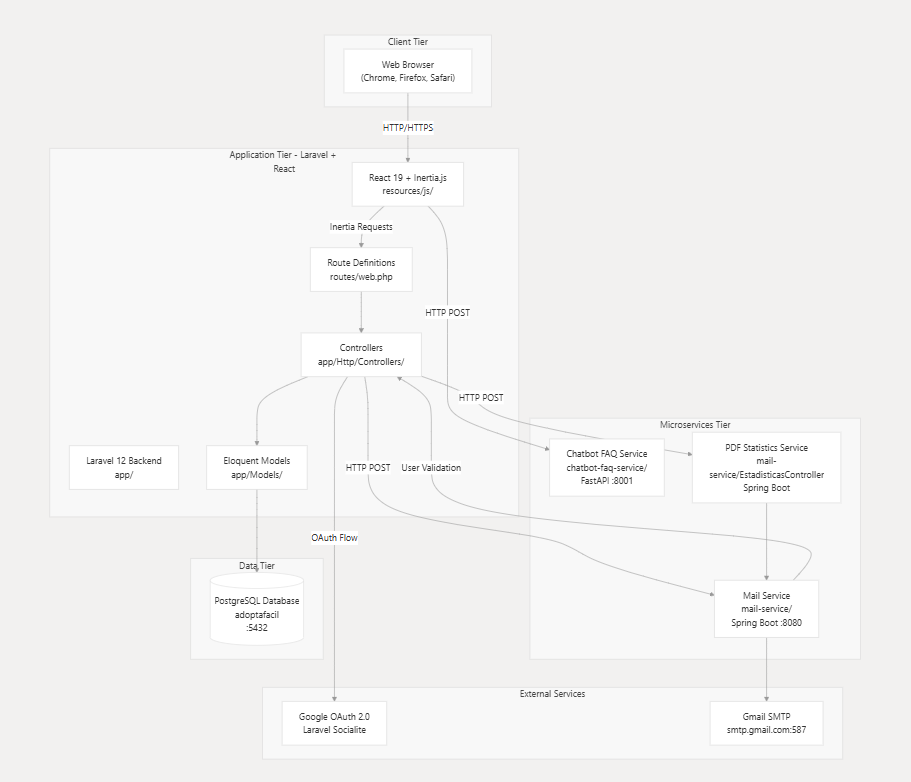 Client Tier
Web Browser
(Chrome, Firefox, Safari)
HTTP/HTTPS
Application Tier - Laravel +
React
React 19 + Inertia.js
resources/js/
Inertia Requests
Route Definitions
routes/web.php
HTTP POST
Controllers
app/Http/Controllers/
HTTP POST
Microservices Tier
Laravel 12 Backend
app/
Eloquent Models
app/Models/
HTTP POST
User Validation
Chatbot FAQ Service
chatbot-faq-service/
FastAPI :8001
PDF Statistics Service
mail-
service/EstadisticasController
Spring Boot
OAuth Flow
Data Tier
PostgreSQL Database
adoptafacil
:5432
Mail Service
mail-service/
Spring Boot :8080
External Services
Google OAuth 2.0
Laravel Socialite
Gmail SMTP
smtp.gmail.com:587